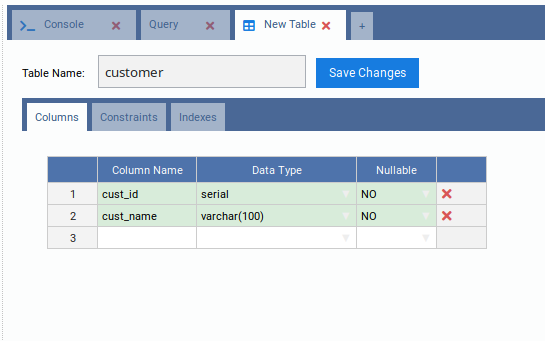 Console Query New Table +
Table Name: customer Save Changes
Columns Constraints Indexes
Column Name Data Type Nullable
1 cust_id serial NO
2 cust_name varchar(100) NO
3